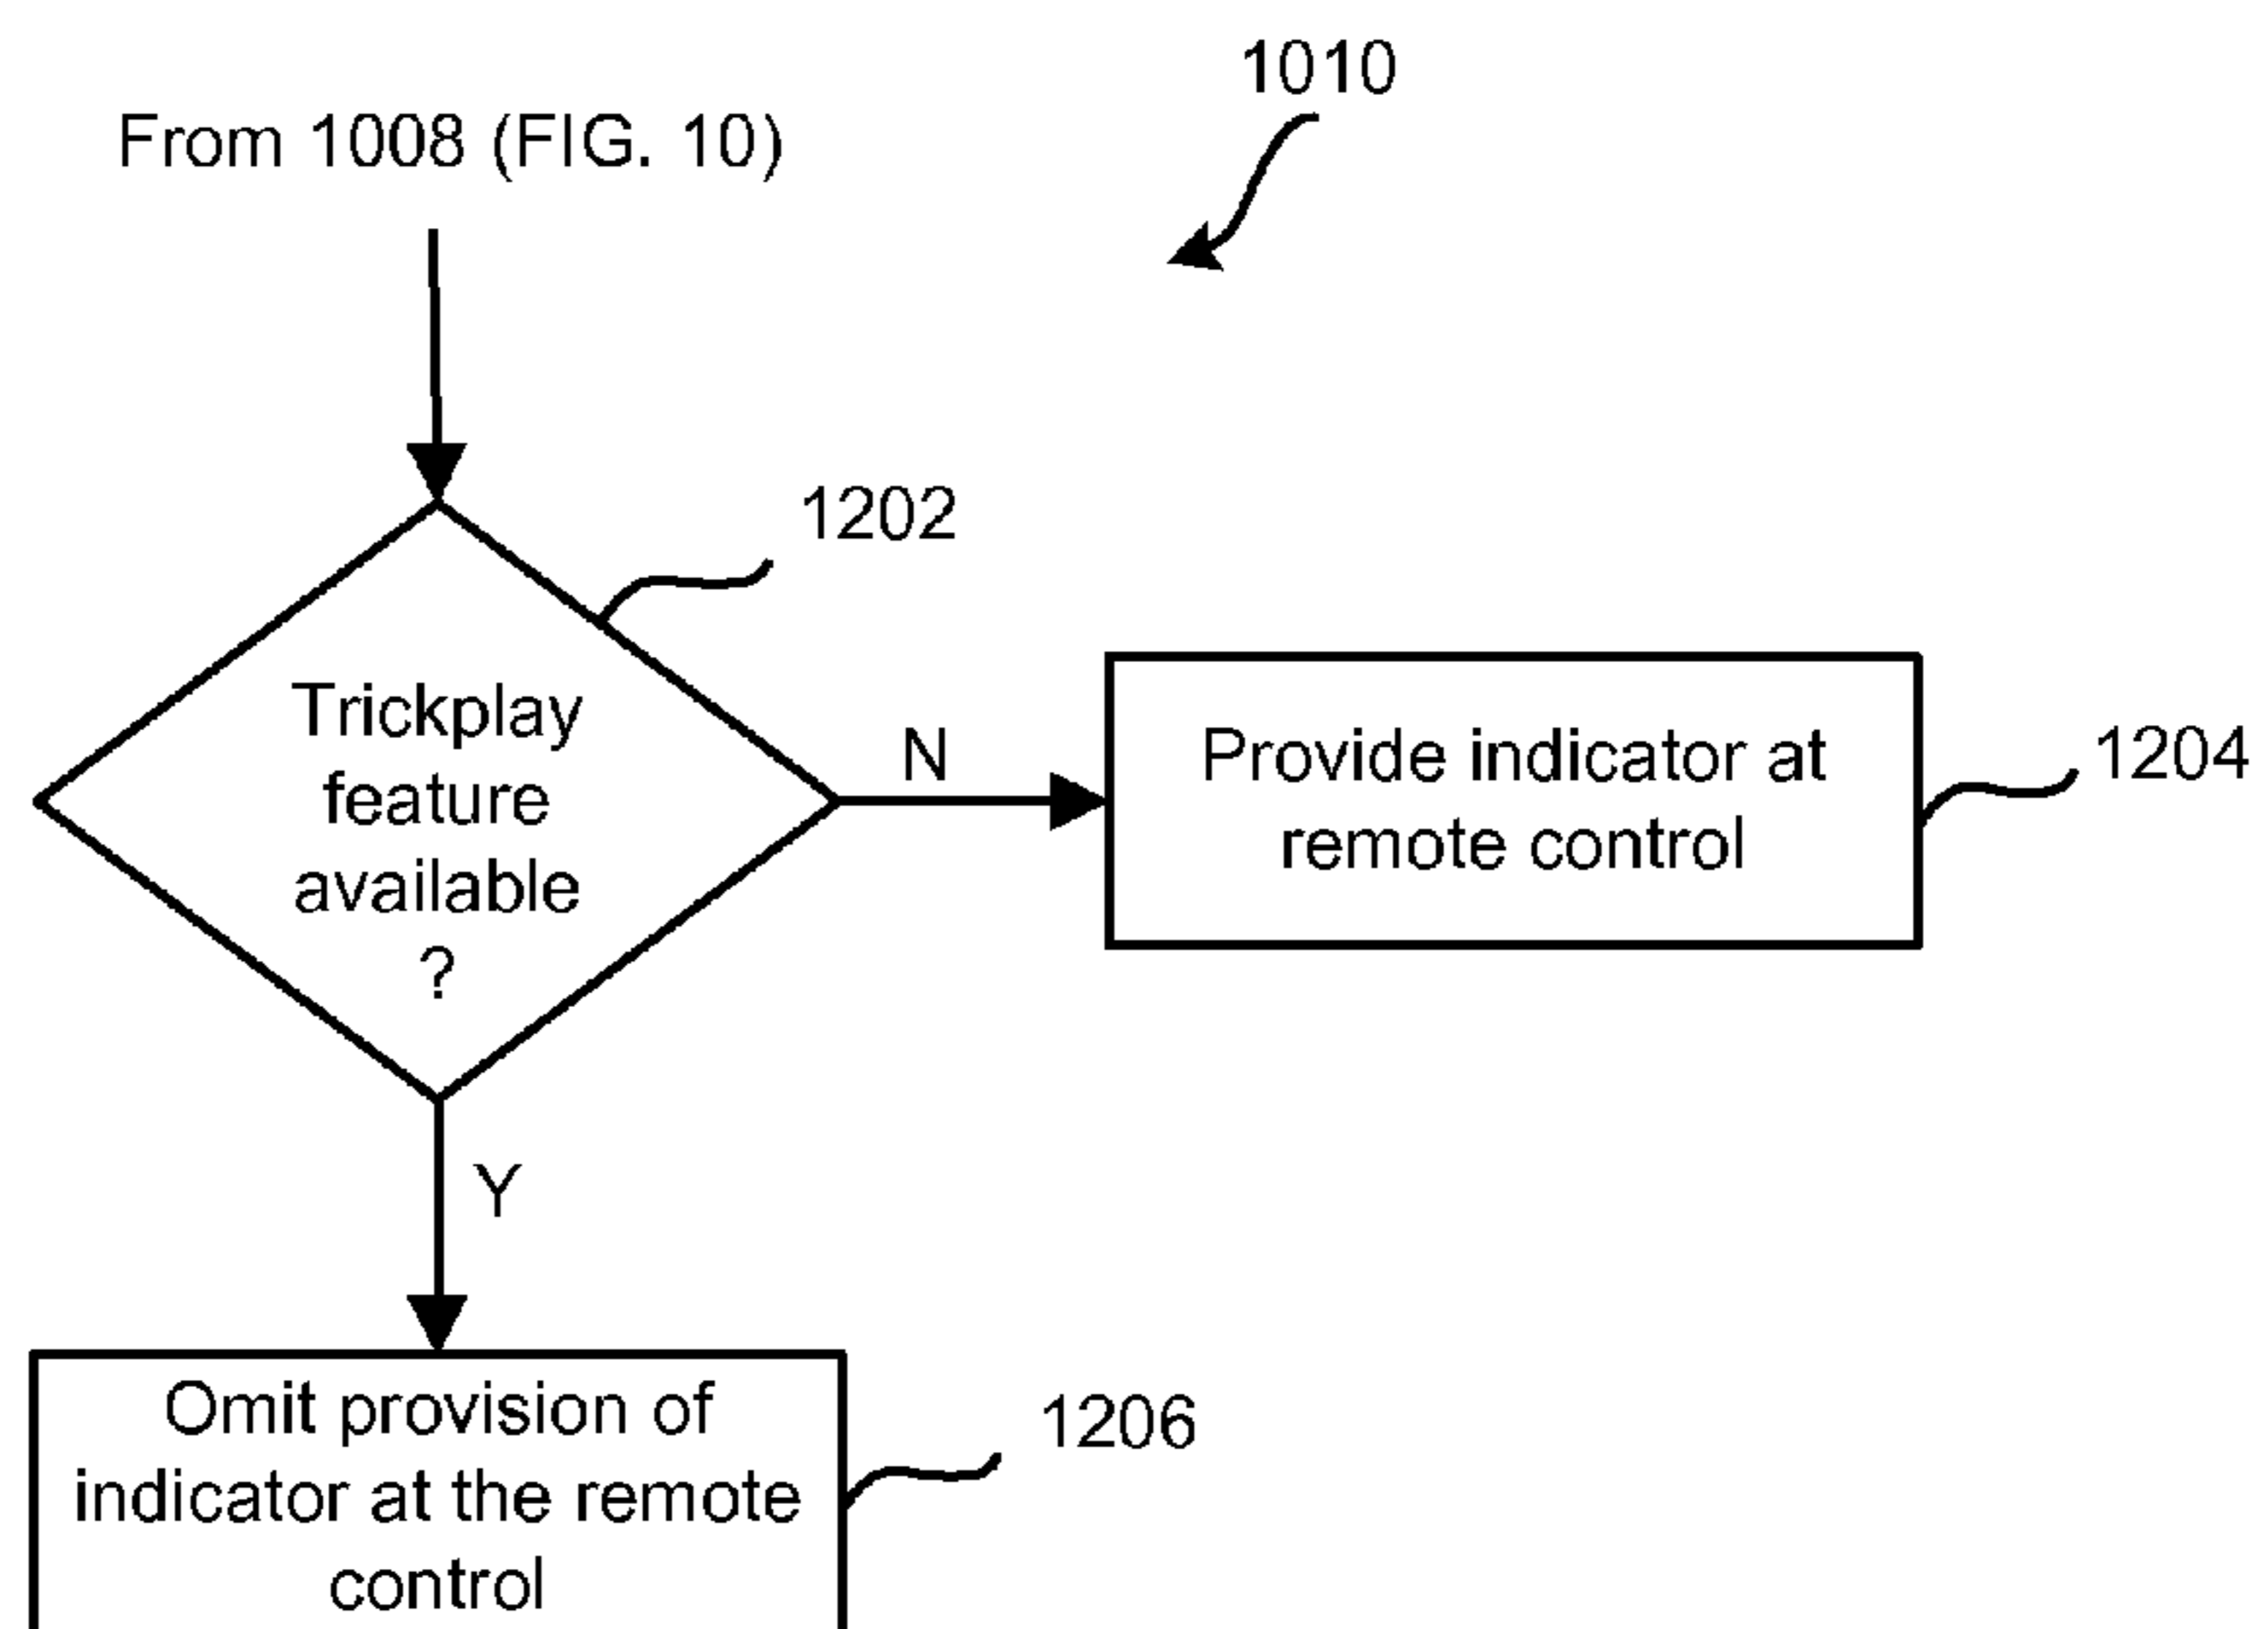 1010
From 1008 (FIG. 10)
1202
Trickplay
feature
available
?
N
Provide indicator at
remote control
1204
Y
Omit provision of
indicator at the remote
control
1206